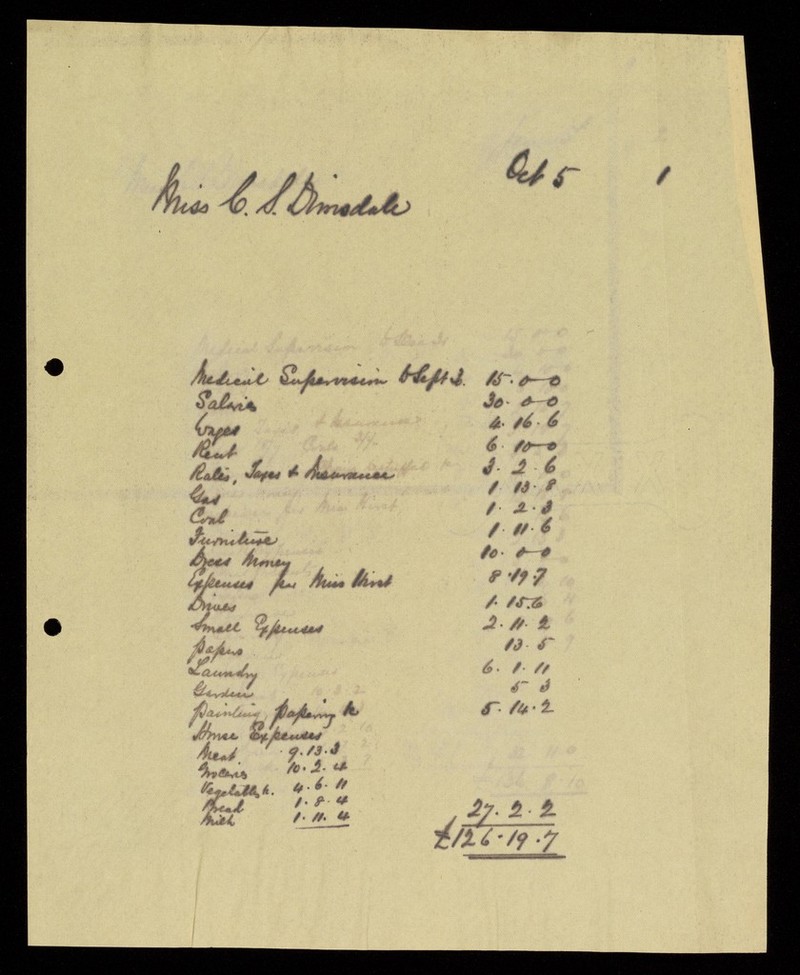 Oct 5 1
Miss C. S. Dimsdale
Medical Supervision to Sept 3. 15. 0 0
Salaries 30. 0 0
Wages 4. 16. 6
Rent 6. 10 0
Rates, Taxes & Insurance 3. 2. 6
Gas 1. 13. 8
Coal 1. 2. 3
Furniture 1. 11. 6
Dress Money 10. 0 0
Expenses per Miss Hirst 8. 19. 7
Drives 1. 15. 6
Small Expenses 2. 11. 2
Papers 13. 5
Laundry 6. 1. 11
Garden 5 3
Painting, papering &c 5. 14. 2
House Expenses
Meat 9. 13. 3
Groceries 10. 2. 4
Vegetables &c. 4. 6. 11
Bread 1. 8. 4
Milk 1. 11. 4
27. 2. 2
£126. 19. 7